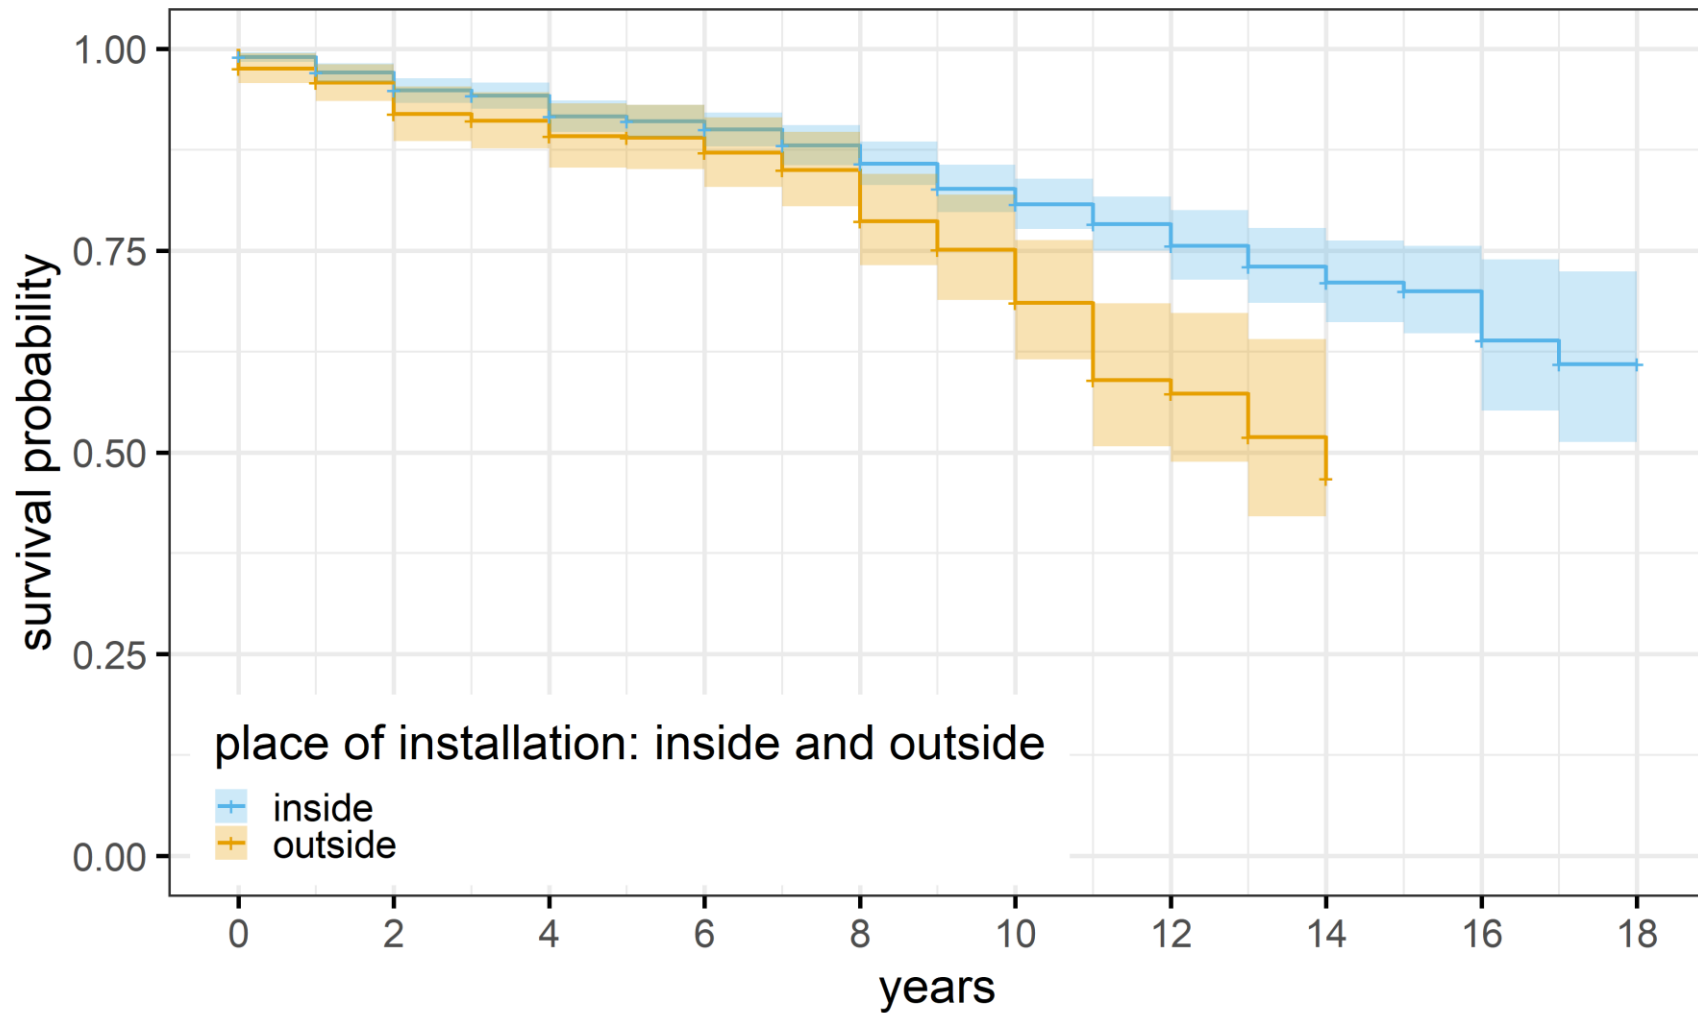 1.00
0.75
0.50
0.25
0.00
survival probability
place of installation: inside and outside
inside
outside
0 2 4 6 8 10 12 14 16 18
years